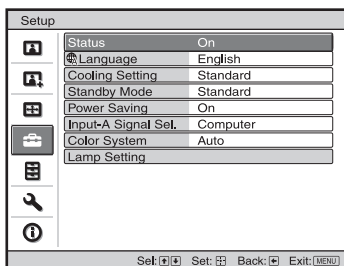 Setup
Status On
Language English
Cooling Setting Standard
Standby Mode Standard
Power Saving On
Input-A Signal Sel. Computer
Color System Auto
Lamp Setting
Sel: Set: Back: Exit: MENU